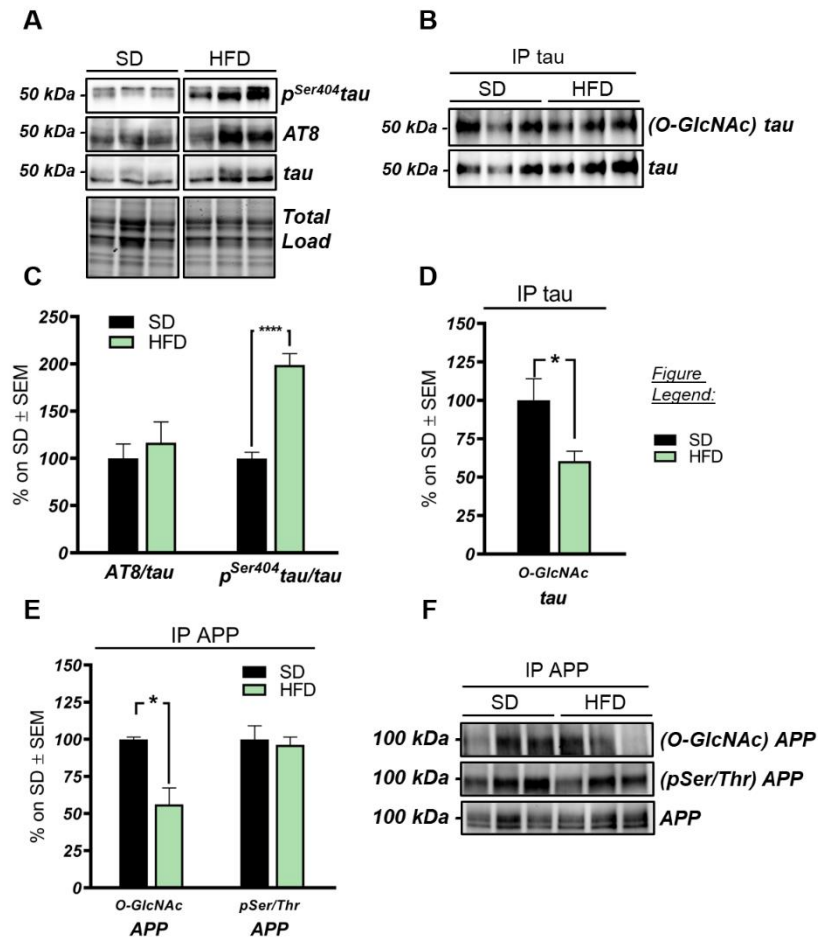 A
SD HFD
50 kDa - pSer404tau
50 kDa - AT8
50 kDa - tau
Total
Load
B
IP tau
SD HFD
50 kDa - (O-GlcNAc) tau
50 kDa - tau
C
SD
HFD
****
% on SD ± SEM
250
200
150
100
50
0
AT8/tau pSer404tau/tau
D
IP tau
*
% on SD ± SEM
150
125
100
75
50
25
0
O-GlcNAc
tau
Figure
Legend:
SD
HFD
E
IP APP
SD
HFD
*
% on SD ± SEM
150
125
100
75
50
25
0
O-GlcNAc pSer/Thr
APP APP
F
IP APP
SD HFD
100 kDa - (O-GlcNAc) APP
100 kDa - (pSer/Thr) APP
100 kDa - APP